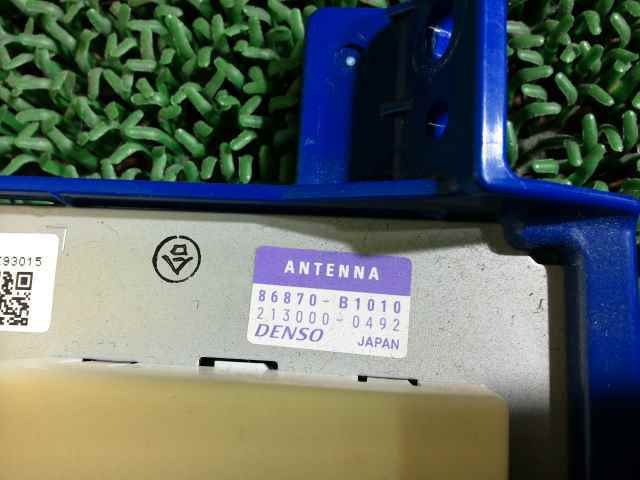 93015
ANTENNA
86870-B1010
213000-0492
DENSO
JAPAN